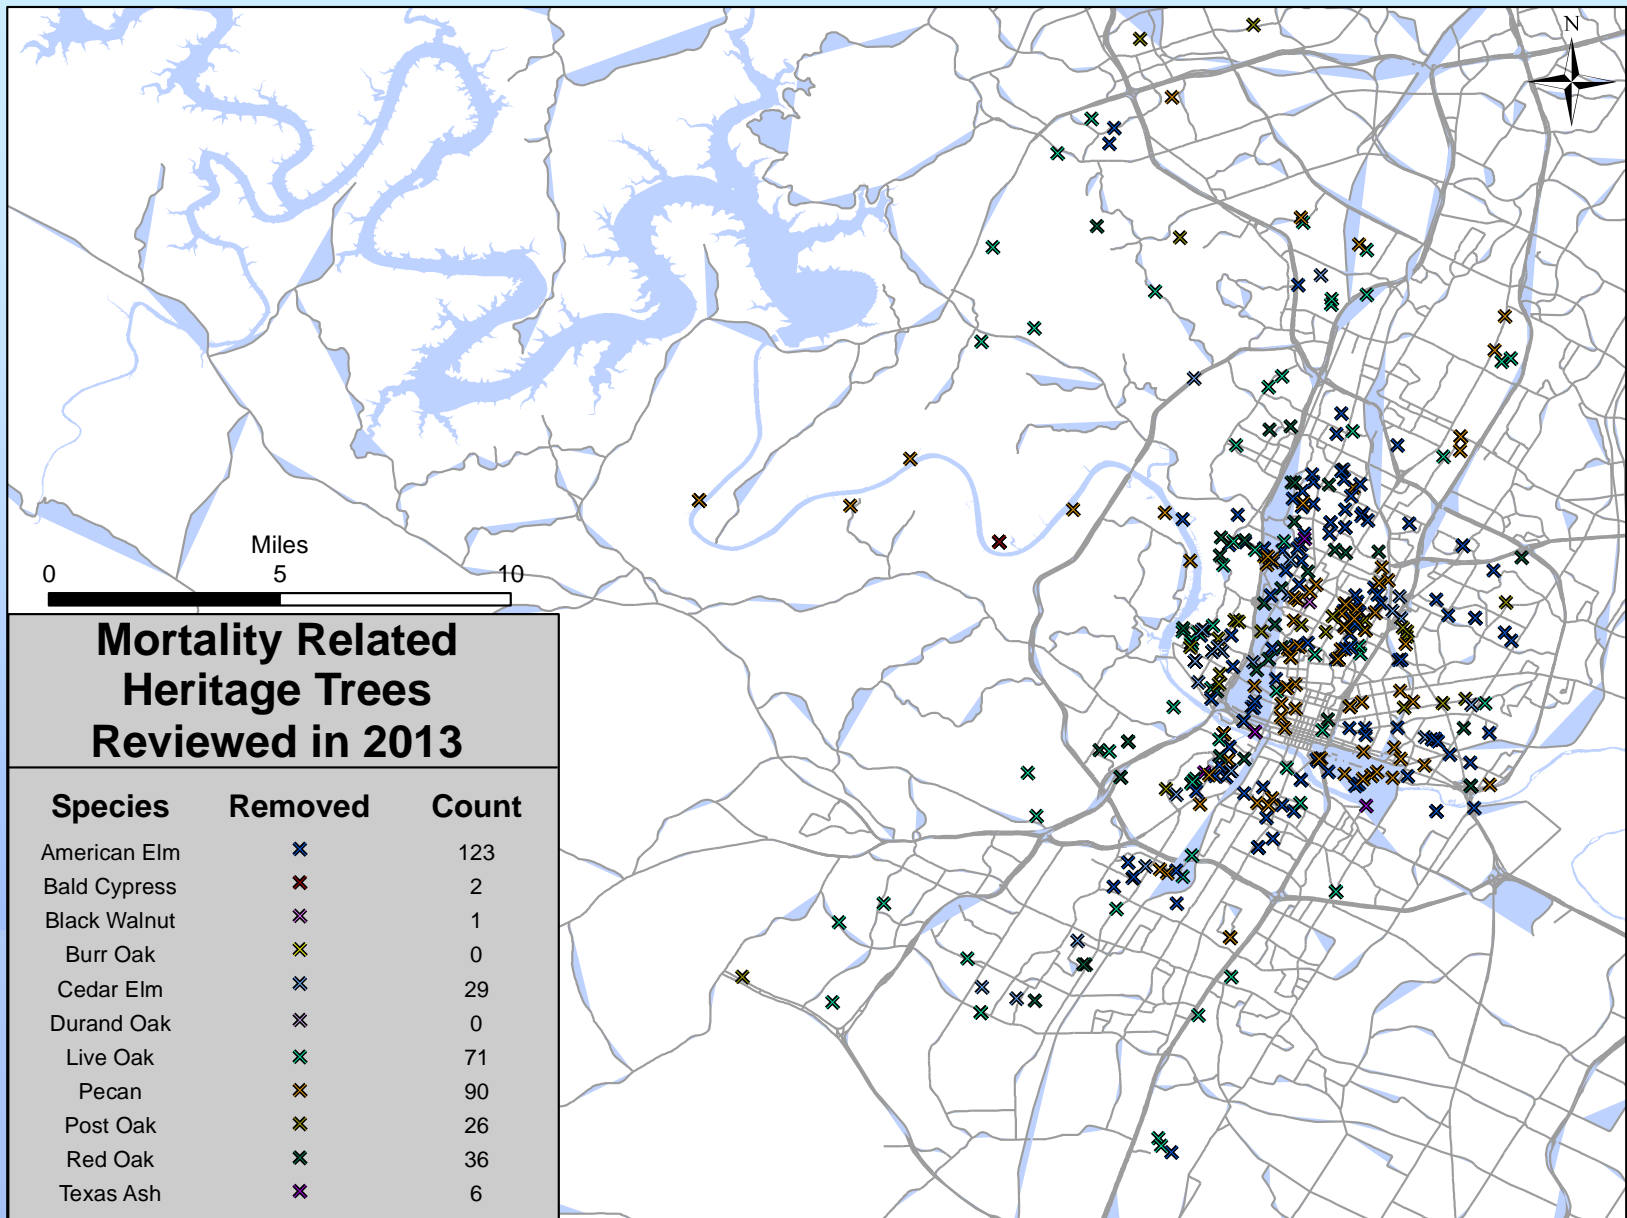 N
Miles
0 5 10
Mortality Related
Heritage Trees
Reviewed in 2013
Species Removed Count
American Elm 123
Bald Cypress 2
Black Walnut 1
Burr Oak 0
Cedar Elm 29
Durand Oak 0
Live Oak 71
Pecan 90
Post Oak 26
Red Oak 36
Texas Ash 6